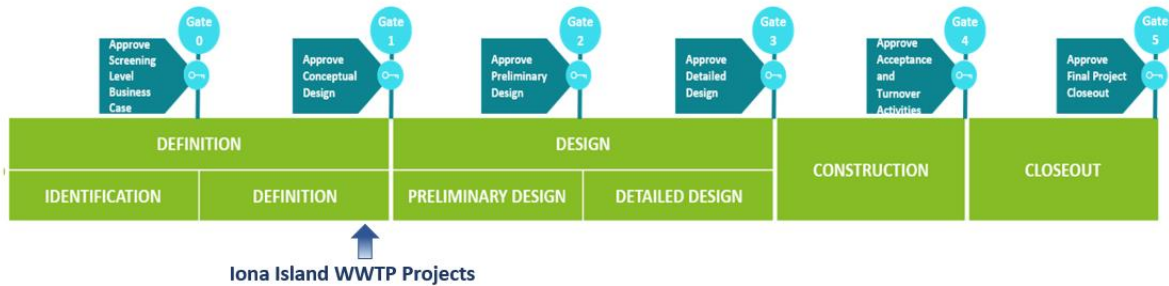 Gate
0
Gate
1
Gate
2
Gate
3
Gate
4
Gate
5
Approve
Screening
Level
Business
Case
Approve
Conceptual
Design
Approve
Preliminary
Design
Approve
Detailed
Design
Approve
Acceptance
and
Turnover
Activities
Approve
Final Project
Closeout
DEFINITION
DESIGN
CONSTRUCTION
CLOSEOUT
IDENTIFICATION
DEFINITION
PRELIMINARY DESIGN
DETAILED DESIGN
Iona Island WWTP Projects